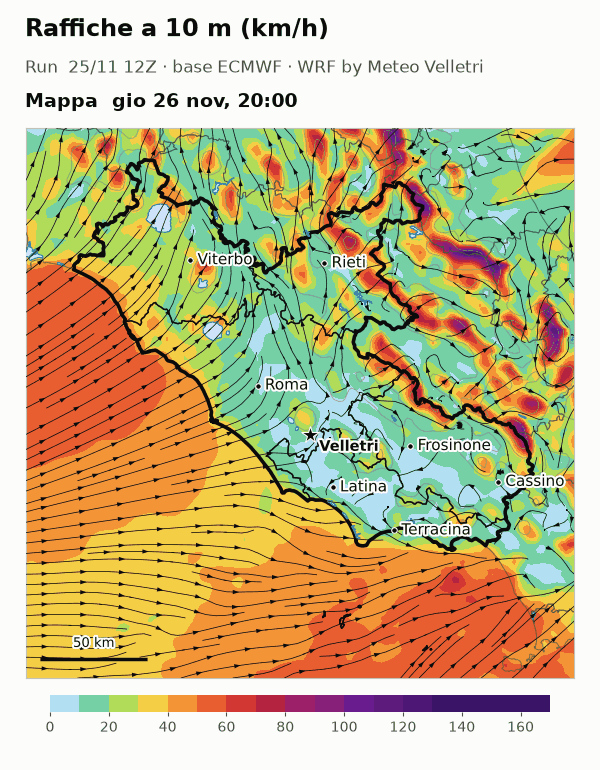 Raffiche a 10 m (km/h)
Run  25/11 12Z · base ECMWF · WRF by Meteo Velletri
Mappa  gio 26 nov, 20:00
Viterbo
Rieti
Roma
Velletri
Frosinone
Cassino
Latina
Terracina
50 km
0 20 40 60 80 100 120 140 160